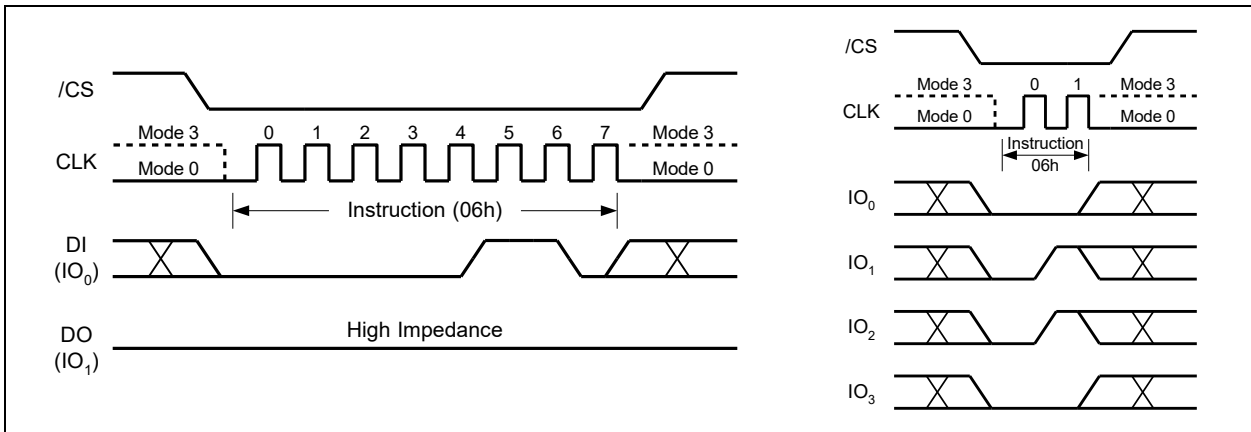 /CS
Mode 3 0 1 2 3 4 5 6 7 Mode 3
CLK Mode 0 Mode 0
Instruction (06h)
DI
(IO0)
High Impedance
DO
(IO1)
/CS
Mode 3 0 1 Mode 3
CLK Mode 0 Mode 0
Instruction
06h
IO0
IO1
IO2
IO3